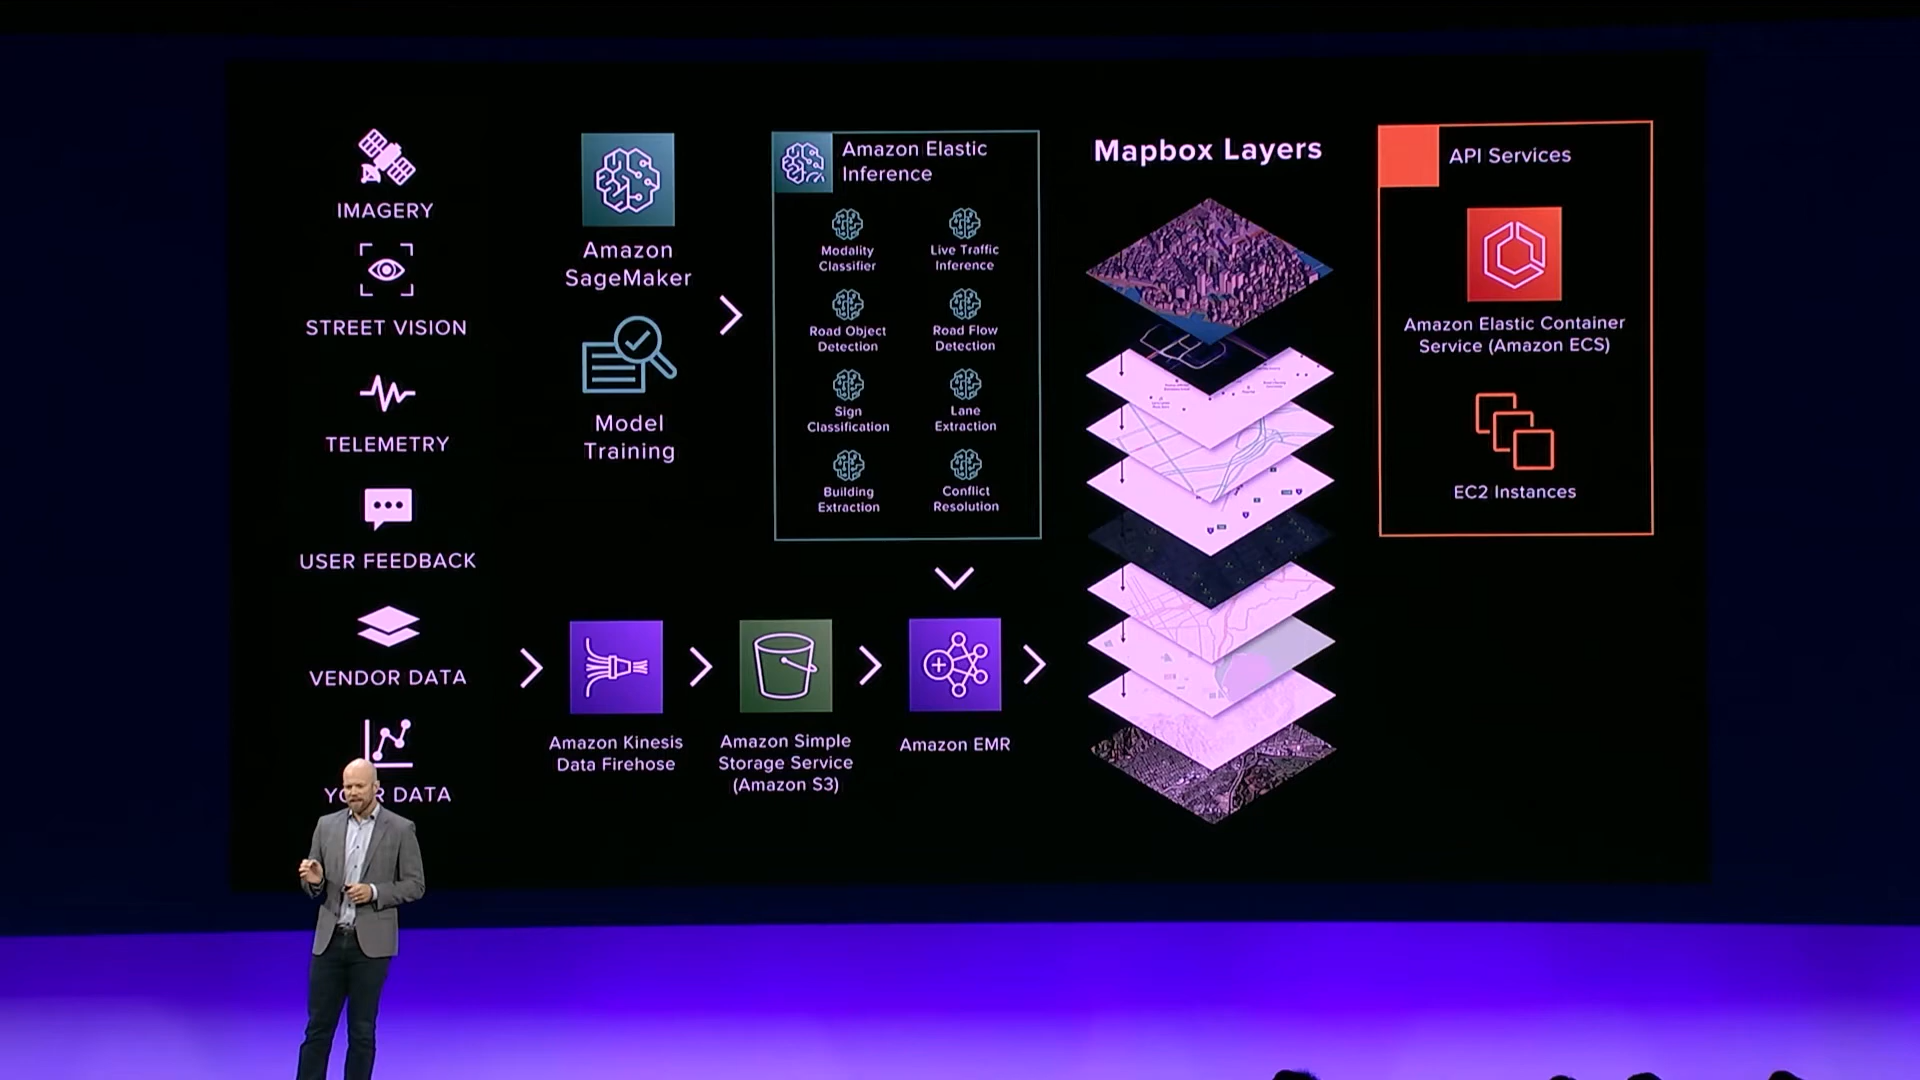 IMAGERY
STREET VISION
TELEMETRY
USER FEEDBACK
VENDOR DATA
DATA
Amazon
SageMaker
Model
Training
Amazon Elastic
Inference
Modality
Classifier
Live Traffic
Inference
Road Object
Detection
Road Flow
Detection
Sign
Classification
Lane
Extraction
Building
Extraction
Conflict
Resolution
Amazon Kinesis
Data Firehose
Amazon Simple
Storage Service
(Amazon S3)
Amazon EMR
Mapbox Layers
API Services
Amazon Elastic Container
Service (Amazon ECS)
EC2 Instances